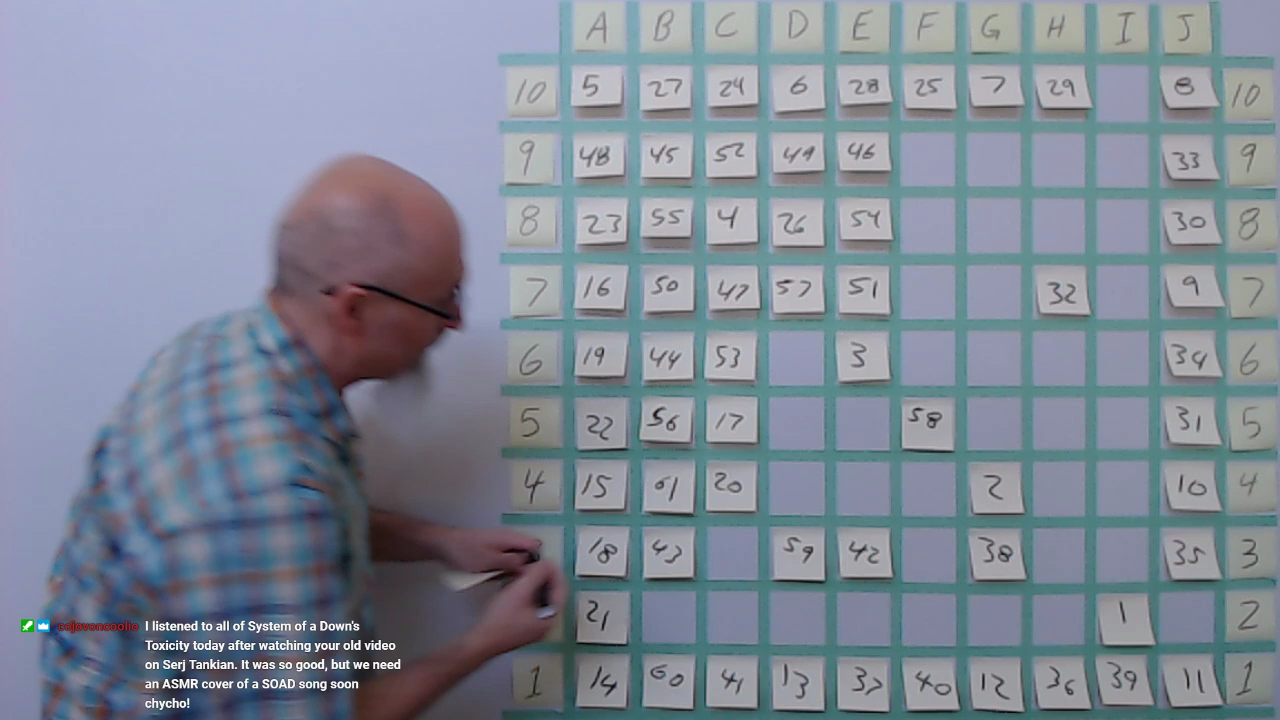 A B C D E F G H I J
10 5 27 24 6 28 25 7 29 8 10
9 48 45 52 49 46 33 9
8 23 55 4 26 54 30 8
7 16 50 47 57 51 32 9 7
6 19 44 53 3 34 6
5 22 56 17 58 31 5
4 15 61 20 2 10 4
18 43 59 42 38 35 3
21 1 2
1 14 60 41 13 37 40 12 36 39 11 1
I listened to all of System of a Down's
Toxicity today after watching your old video
on Serj Tankian. It was so good, but we need
an ASMR cover of a SOAD song soon
chycho!